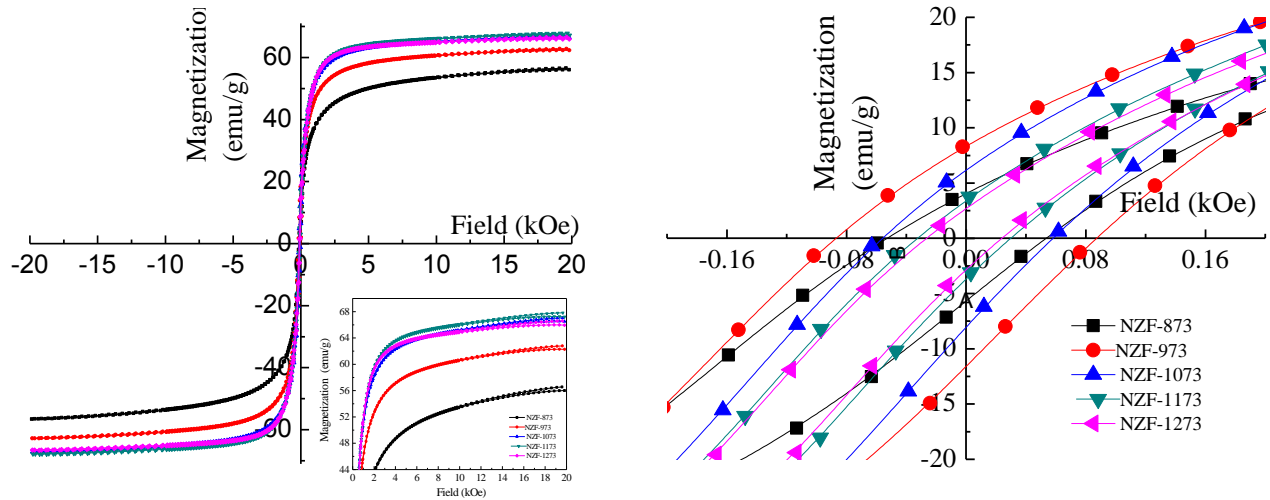 Magnetization
(emu/g)
60
40
20
0
-20
-40
-60
Field (kOe)
-20
-15
-10
-5
0
5
10
15
20
Magnetization (emu/g)
68
64
60
56
52
48
44
0
2
4
6
8
10
12
14
16
18
20
Field (kOe)
NZF-873
NZF-973
NZF-1073
NZF-1173
NZF-1273
Magnetization
(emu/g)
20
15
10
5
0
-5
-10
-15
-20
Field (kOe)
-0.16
-0.08
0.00
0.08
0.16
A
NZF-873
NZF-973
NZF-1073
NZF-1173
NZF-1273